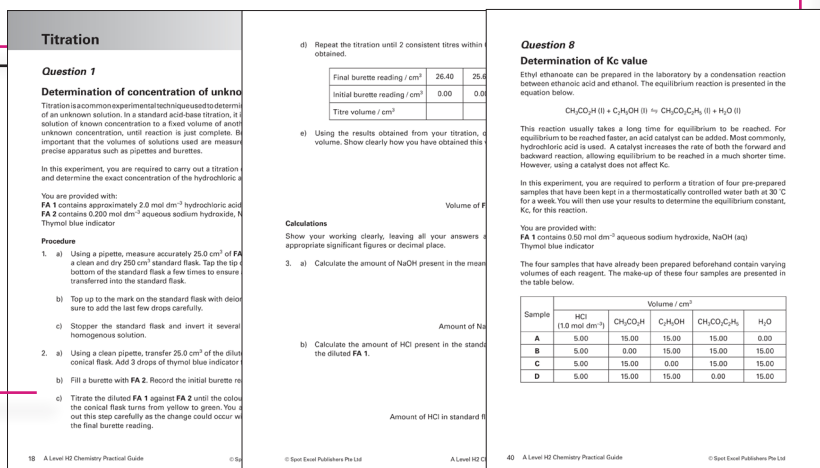 Titration
Question 1
Determination of concentration of unkno
Titration is a common experimental technique used to determi
of an unknown solution. In a standard acid-base titration, it i
solution of known concentration to a fixed volume of anoth
unknown concentration, until reaction is just complete. B
important that the volumes of solutions used are measur
precise apparatus such as pipettes and burettes.
In this experiment, you are required to carry out a titration
and determine the exact concentration of the hydrochloric a
You are provided with:
FA 1 contains approximately 2.0 mol dm⁻³ hydrochloric acid
FA 2 contains 0.200 mol dm⁻³ aqueous sodium hydroxide, N
Thymol blue indicator
Procedure
1. a) Using a pipette, measure accurately 25.0 cm³ of FA
a clean and dry 250 cm³ standard flask. Tap the tip
bottom of the standard flask a few times to ensure
transferred into the standard flask.
b) Top up to the mark on the standard flask with deion
sure to add the last few drops carefully.
c) Stopper the standard flask and invert it several
homogenous solution.
2. a) Using a clean pipette, transfer 25.0 cm³ of the dilut
conical flask. Add 3 drops of thymol blue indicator
b) Fill a burette with FA 2. Record the initial burette re
c) Titrate the diluted FA 1 against FA 2 until the colou
the conical flask turns from yellow to green. You a
out this step carefully as the change could occur wi
the final burette reading.
18 A Level H2 Chemistry Practical Guide © Sp
d) Repeat the titration until 2 consistent titres within
obtained.
Final burette reading / cm³ 26.40 25.6
Initial burette reading / cm³ 0.00 0.00
Titre volume / cm³
e) Using the results obtained from your titration, c
volume. Show clearly how you have obtained this
Volume of F
Calculations
Show your working clearly, leaving all your answers
appropriate significant figures or decimal place.
3. a) Calculate the amount of NaOH present in the mean
Amount of Na
b) Calculate the amount of HCl present in the standa
the diluted FA 1.
Amount of HCl in standard fl
© Spot Excel Publishers Pte Ltd A Level H2 C
Question 8
Determination of Kc value
Ethyl ethanoate can be prepared in the laboratory by a condensation reaction
between ethanoic acid and ethanol. The equilibrium reaction is presented in the
equation below.
CH₃CO₂H (l) + C₂H₅OH (l) ⇋ CH₃CO₂C₂H₅ (l) + H₂O (l)
This reaction usually takes a long time for equilibrium to be reached. For
equilibrium to be reached faster, an acid catalyst can be added. Most commonly,
hydrochloric acid is used. A catalyst increases the rate of both the forward and
backward reaction, allowing equilibrium to be reached in a much shorter time.
However, using a catalyst does not affect Kc.
In this experiment, you are required to perform a titration of four pre-prepared
samples that have been kept in a thermostatically controlled water bath at 30 °C
for a week. You will then use your results to determine the equilibrium constant,
Kc, for this reaction.
You are provided with:
FA 1 contains 0.50 mol dm⁻³ aqueous sodium hydroxide, NaOH (aq)
Thymol blue indicator
The four samples that have already been prepared beforehand contain varying
volumes of each reagent. The make-up of these four samples are presented in
the table below.
Volume / cm³
Sample HCl (1.0 mol dm⁻³) CH₃CO₂H C₂H₅OH CH₃CO₂C₂H₅ H₂O
A 5.00 15.00 15.00 15.00 0.00
B 5.00 0.00 15.00 15.00 15.00
C 5.00 15.00 0.00 15.00 15.00
D 5.00 15.00 15.00 0.00 15.00
40 A Level H2 Chemistry Practical Guide © Spot Excel Publishers Pte Ltd